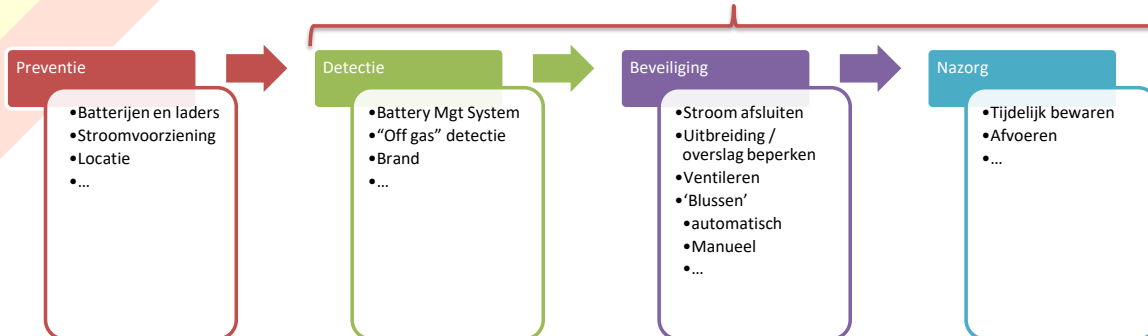 Preventie
•Batterijen en laders
•Stroomvoorziening
•Locatie
•...
Detectie
•Battery Mgt System
•“Off gas” detectie
•Brand
•...
Beveiliging
•Stroom afsluiten
•Uitbreiding /
overslag beperken
•Ventileren
•‘Blussen’
•automatisch
•Manueel
•...
Nazorg
•Tijdelijk bewaren
•Afvoeren
•...